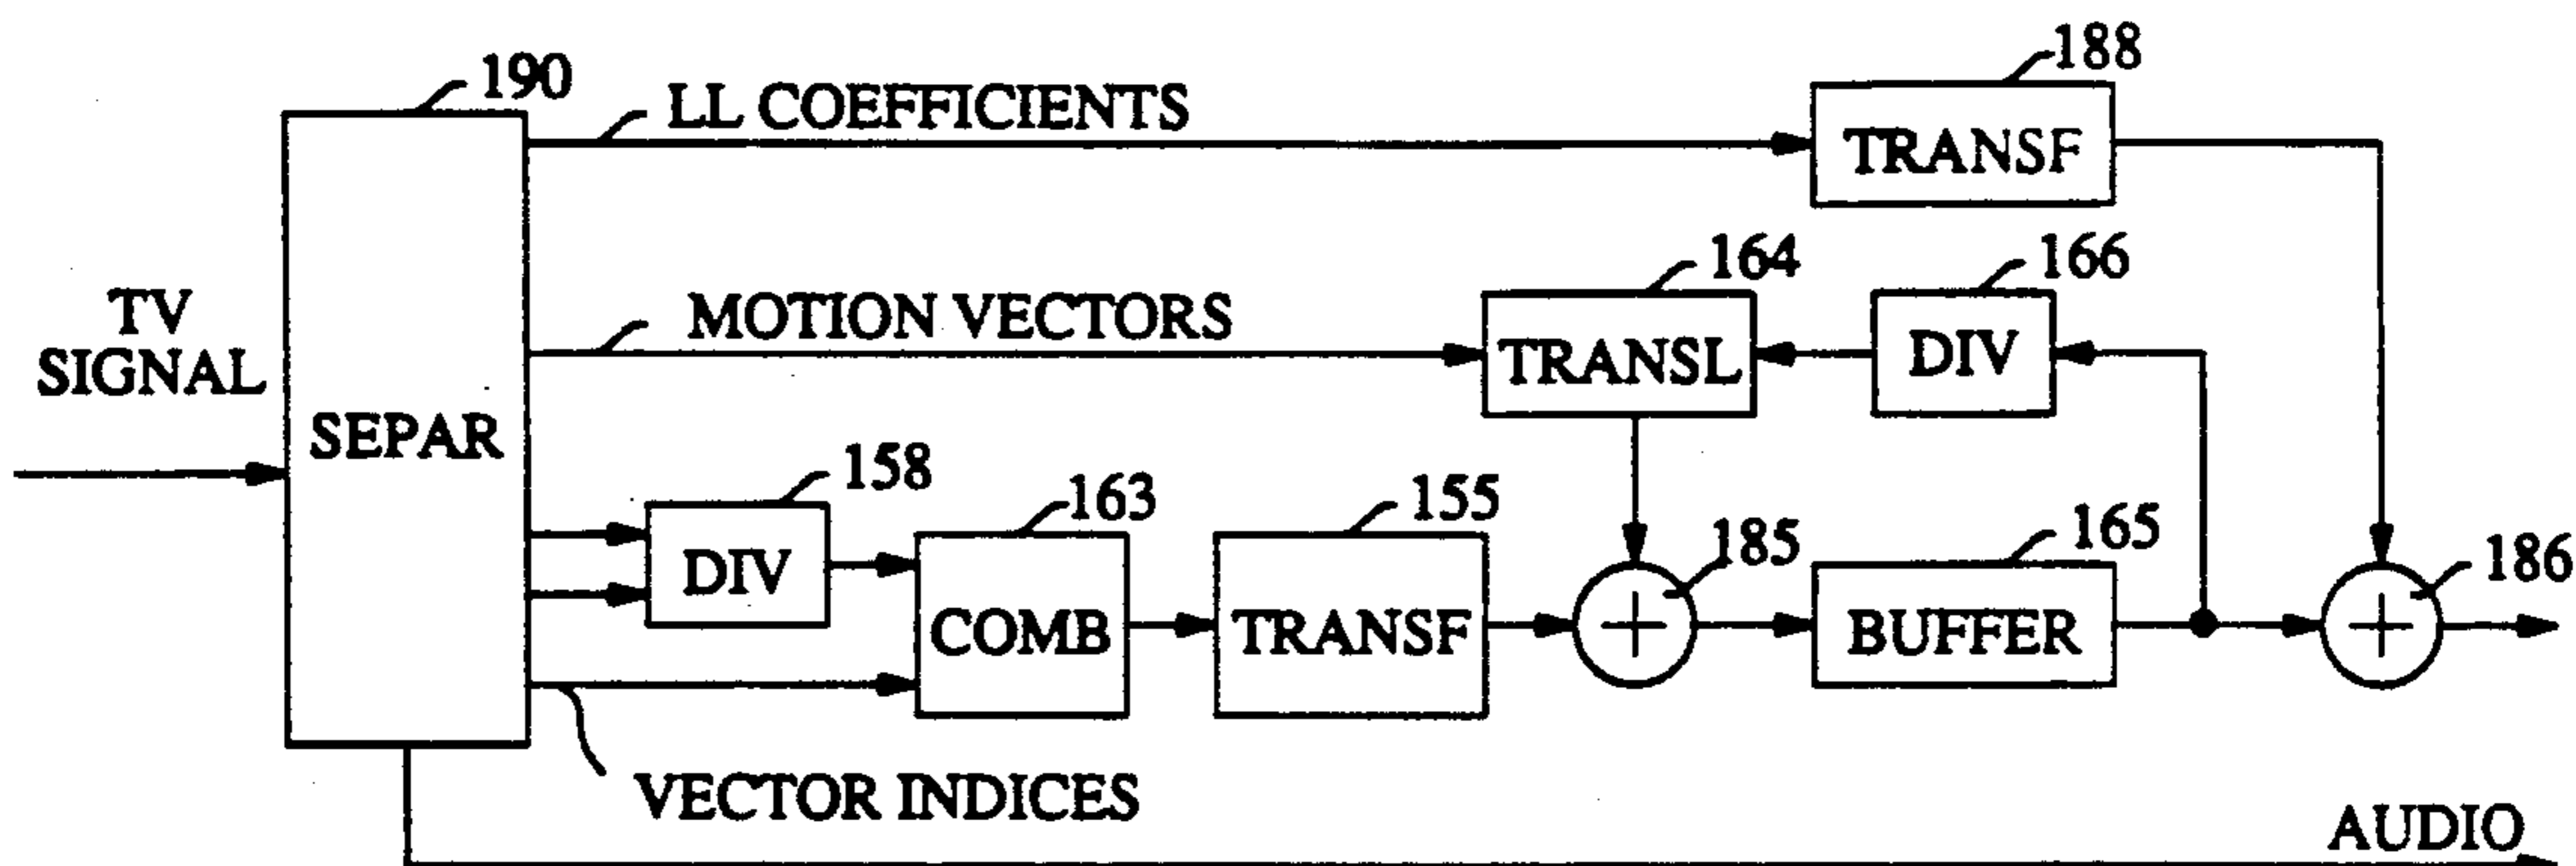 188
190
LL COEFFICIENTS
TRANSF
164
166
TV
SIGNAL
MOTION VECTORS
TRANSL
DIV
SEPAR
158
163
155
185
165
186
DIV
COMB
TRANSF
+
BUFFER
+
VECTOR INDICES
AUDIO